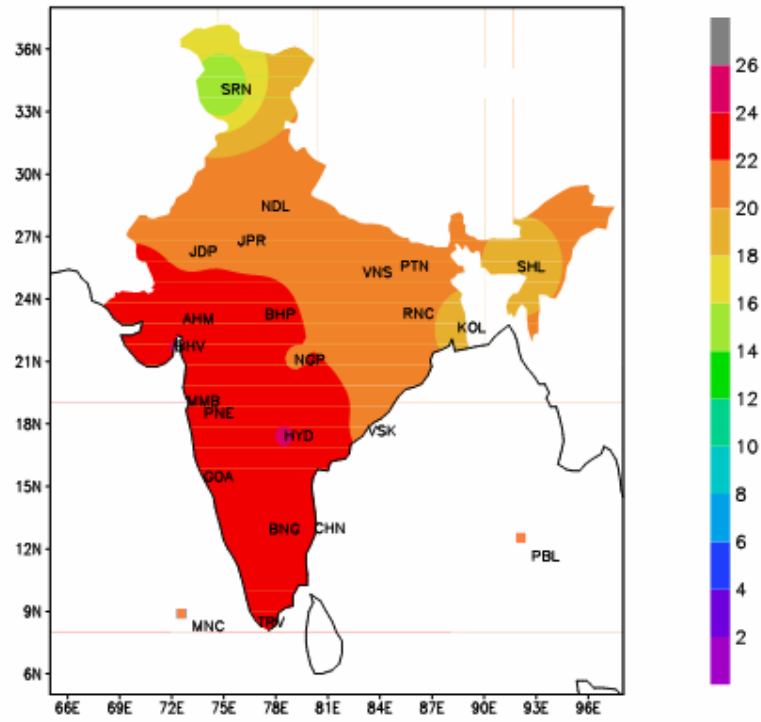 36N
26
SRN
24
33N
22
30N
NDL
20
27N
JPR
JDP
PTN
SHL
VNS
18
24N
BHP
RNC
AHM
KOL
16
BHV
21N
NGP
14
MMB
PNE
12
18N
VSK
HYD
10
15N
GOA
8
BNG
CHN
12N
PBL
6
9N
TRV
MNC
4
6N
2
66E 69E 72E 75E 78E 81E 84E 87E 90E 93E 96E